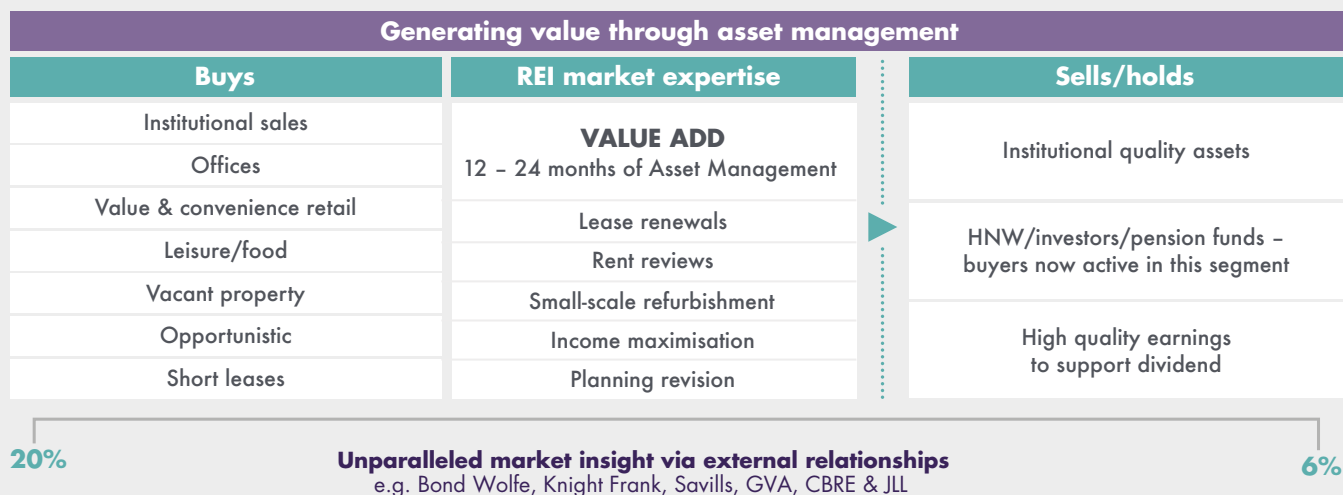 Generating value through asset management
Buys
Institutional sales
Offices
Value & convenience retail
Leisure/food
Vacant property
Opportunistic
Short leases
REI market expertise
VALUE ADD
12 – 24 months of Asset Management
Lease renewals
Rent reviews
Small-scale refurbishment
Income maximisation
Planning revision
Sells/holds
Institutional quality assets
HNW/investors/pension funds –
buyers now active in this segment
High quality earnings
to support dividend
20%
Unparalleled market insight via external relationships
e.g. Bond Wolfe, Knight Frank, Savills, GVA, CBRE & JLL
6%